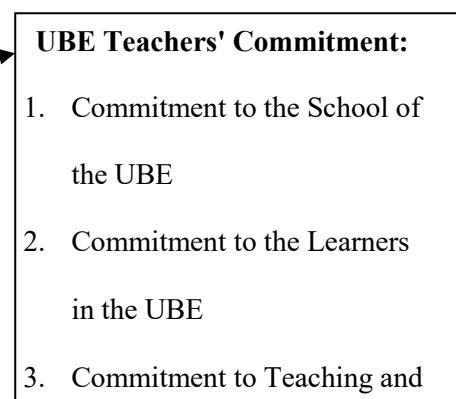 UBE Teachers' Commitment:
1. Commitment to the School of
the UBE
2. Commitment to the Learners
in the UBE
3. Commitment to Teaching and